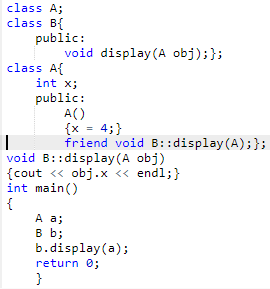 class A;
class B{
    public:
        void display(A obj);};
class A{
    int x;
    public:
        A()
        {x = 4;}
        friend void B::display(A);};
void B::display(A obj)
{cout << obj.x << endl;}
int main()
{
    A a;
    B b;
    b.display(a);
    return 0;
    }